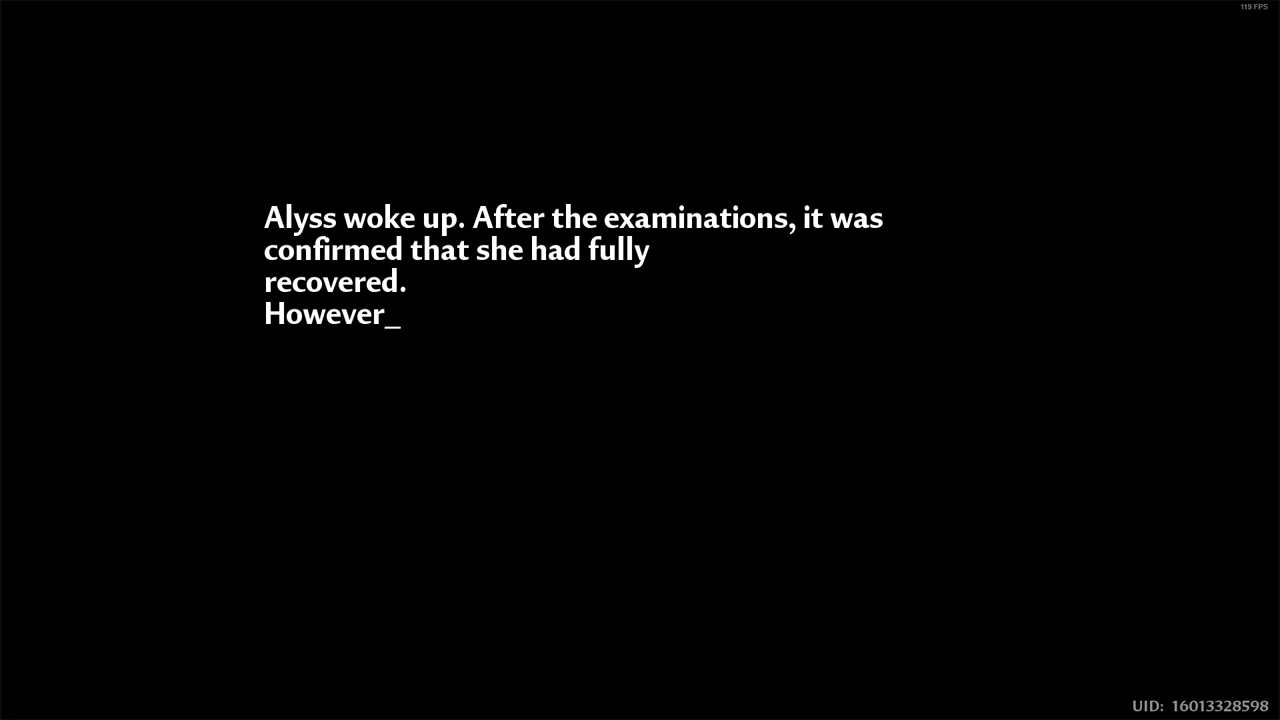 119 FPS
Alyss woke up. After the examinations, it was
confirmed that she had fully
recovered.
However_
UID: 16013328598